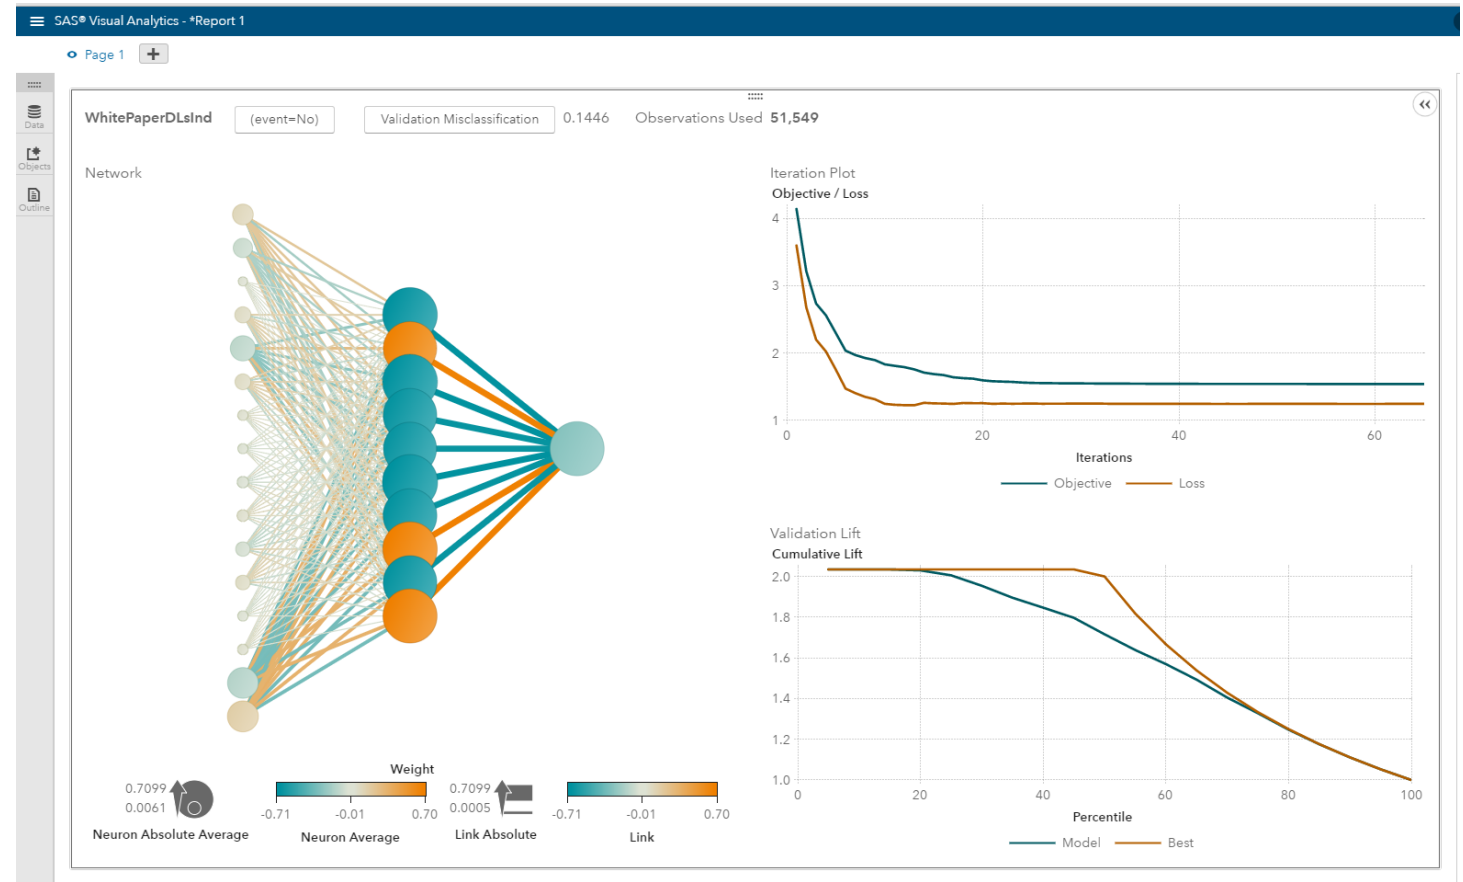 SAS® Visual Analytics - *Report 1
Page 1
Data
Objects
Outline
WhitePaperDLsInd (event=No) Validation Misclassification 0.1446 Observations Used 51,549
Network
Iteration Plot
Objective / Loss
4
3
2
1
0 20 40 60
Iterations
Objective Loss
Validation Lift
Cumulative Lift
2.0
1.8
1.6
1.4
1.2
1.0
0 20 40 60 80 100
Percentile
Model Best
Weight
0.7099
0.0061
Neuron Absolute Average
-0.71 -0.01 0.70
Neuron Average
0.7099
0.0005
Link Absolute
-0.71 -0.01 0.70
Link